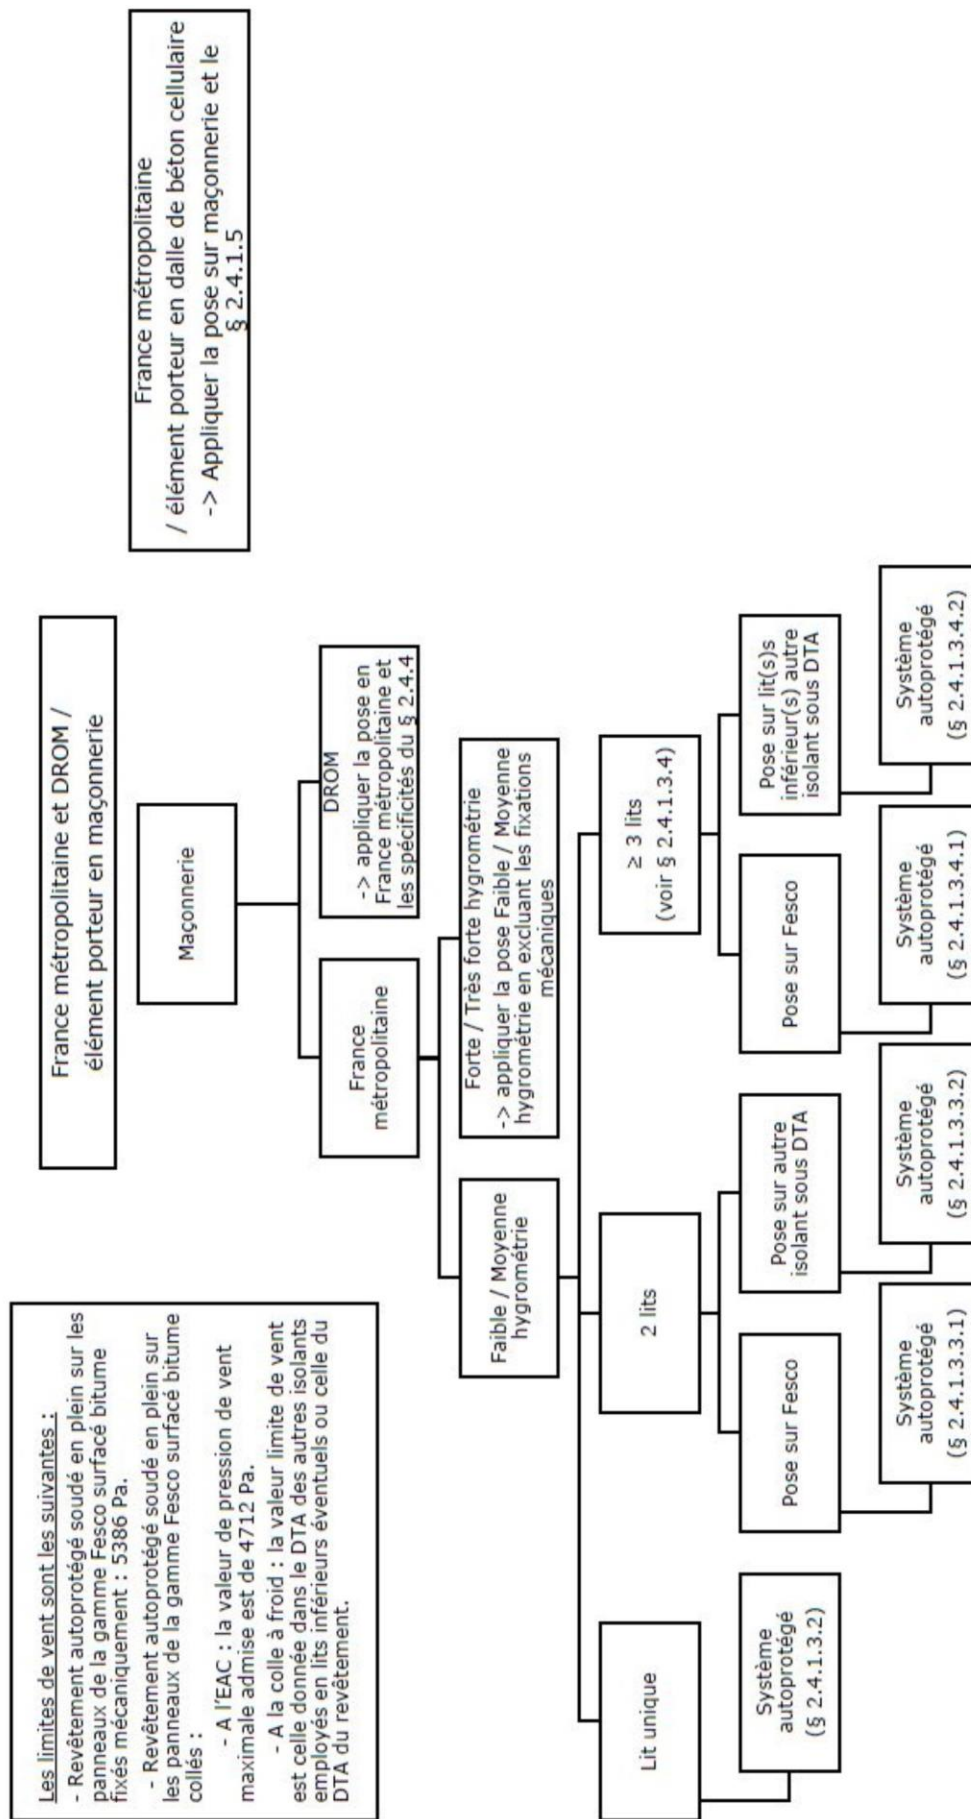 Les limites de vent sont les suivantes :
- Revêtement autoprotégé soudé en plein sur les
panneaux de la gamme Fesco surfacé bitume
fixés mécaniquement : 5386 Pa.
- Revêtement autoprotégé soudé en plein sur
les panneaux de la gamme Fesco surfacé bitume
collés :
- A l'EAC : la valeur de pression de vent
maximale admise est de 4712 Pa.
- A la colle à froid : la valeur limite de vent
est celle donnée dans le DTA des autres isolants
employés en lits inférieurs éventuels ou celle du
DTA du revêtement.
France métropolitaine et DROM /
élément porteur en maçonnerie
France métropolitaine
/ élément porteur en dalle de béton cellulaire
-> Appliquer la pose sur maçonnerie et le
§ 2.4.1.5
Maçonnerie
France
métropolitaine
DROM
-> appliquer la pose en
France métropolitaine et
les spécificités du § 2.4.4
Faible / Moyenne
hygrométrie
Forte / Très forte hygrométrie
-> appliquer la pose Faible / Moyenne
hygrométrie en excluant les fixations
mécaniques
Lit unique
2 lits
≥ 3 lits
(voir § 2.4.1.3.4)
Système
autoprotégé
(§ 2.4.1.3.2)
Pose sur Fesco
Pose sur autre
isolant sous DTA
Pose sur Fesco
Pose sur lit(s)s
inférieur(s) autre
isolant sous DTA
Système
autoprotégé
(§ 2.4.1.3.3.1)
Système
autoprotégé
(§ 2.4.1.3.3.2)
Système
autoprotégé
(§ 2.4.1.3.4.1)
Système
autoprotégé
(§ 2.4.1.3.4.2)